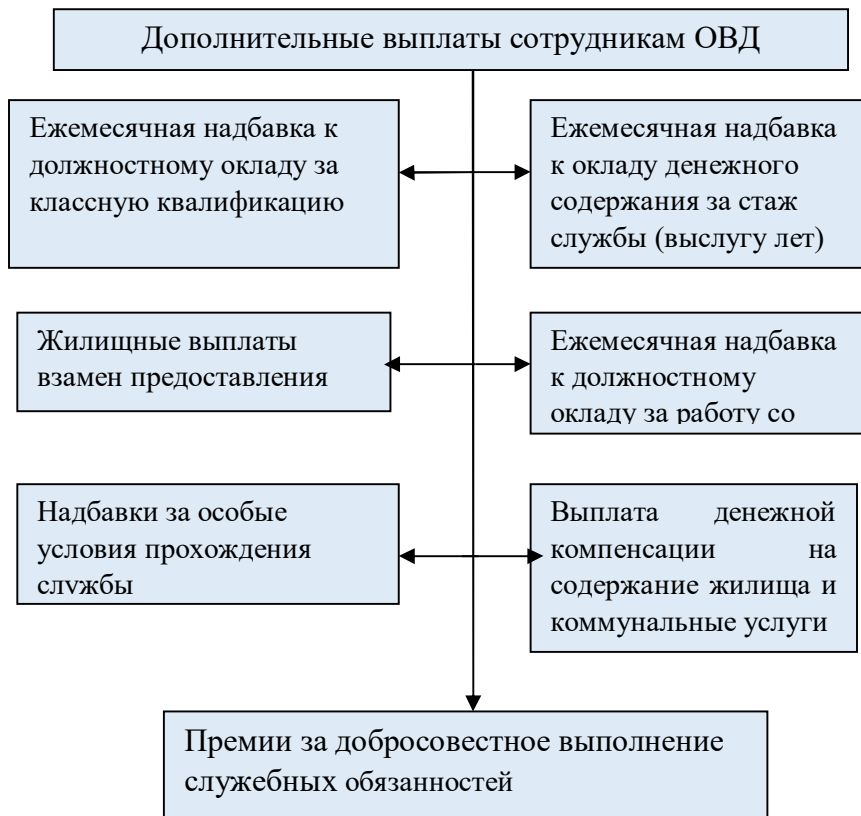 Дополнительные выплаты сотрудникам ОВД
Ежемесячная надбавка к
должностному окладу за
классную квалификацию
Ежемесячная надбавка
к окладу денежного
содержания за стаж
службы (выслугу лет)
Жилищные выплаты
взамен предоставления
Ежемесячная надбавка
к должностному
окладу за работу со
Надбавки за особые
условия прохождения
службы
Выплата денежной
компенсации на
содержание жилища и
коммунальные услуги
Премии за добросовестное выполнение
служебных обязанностей